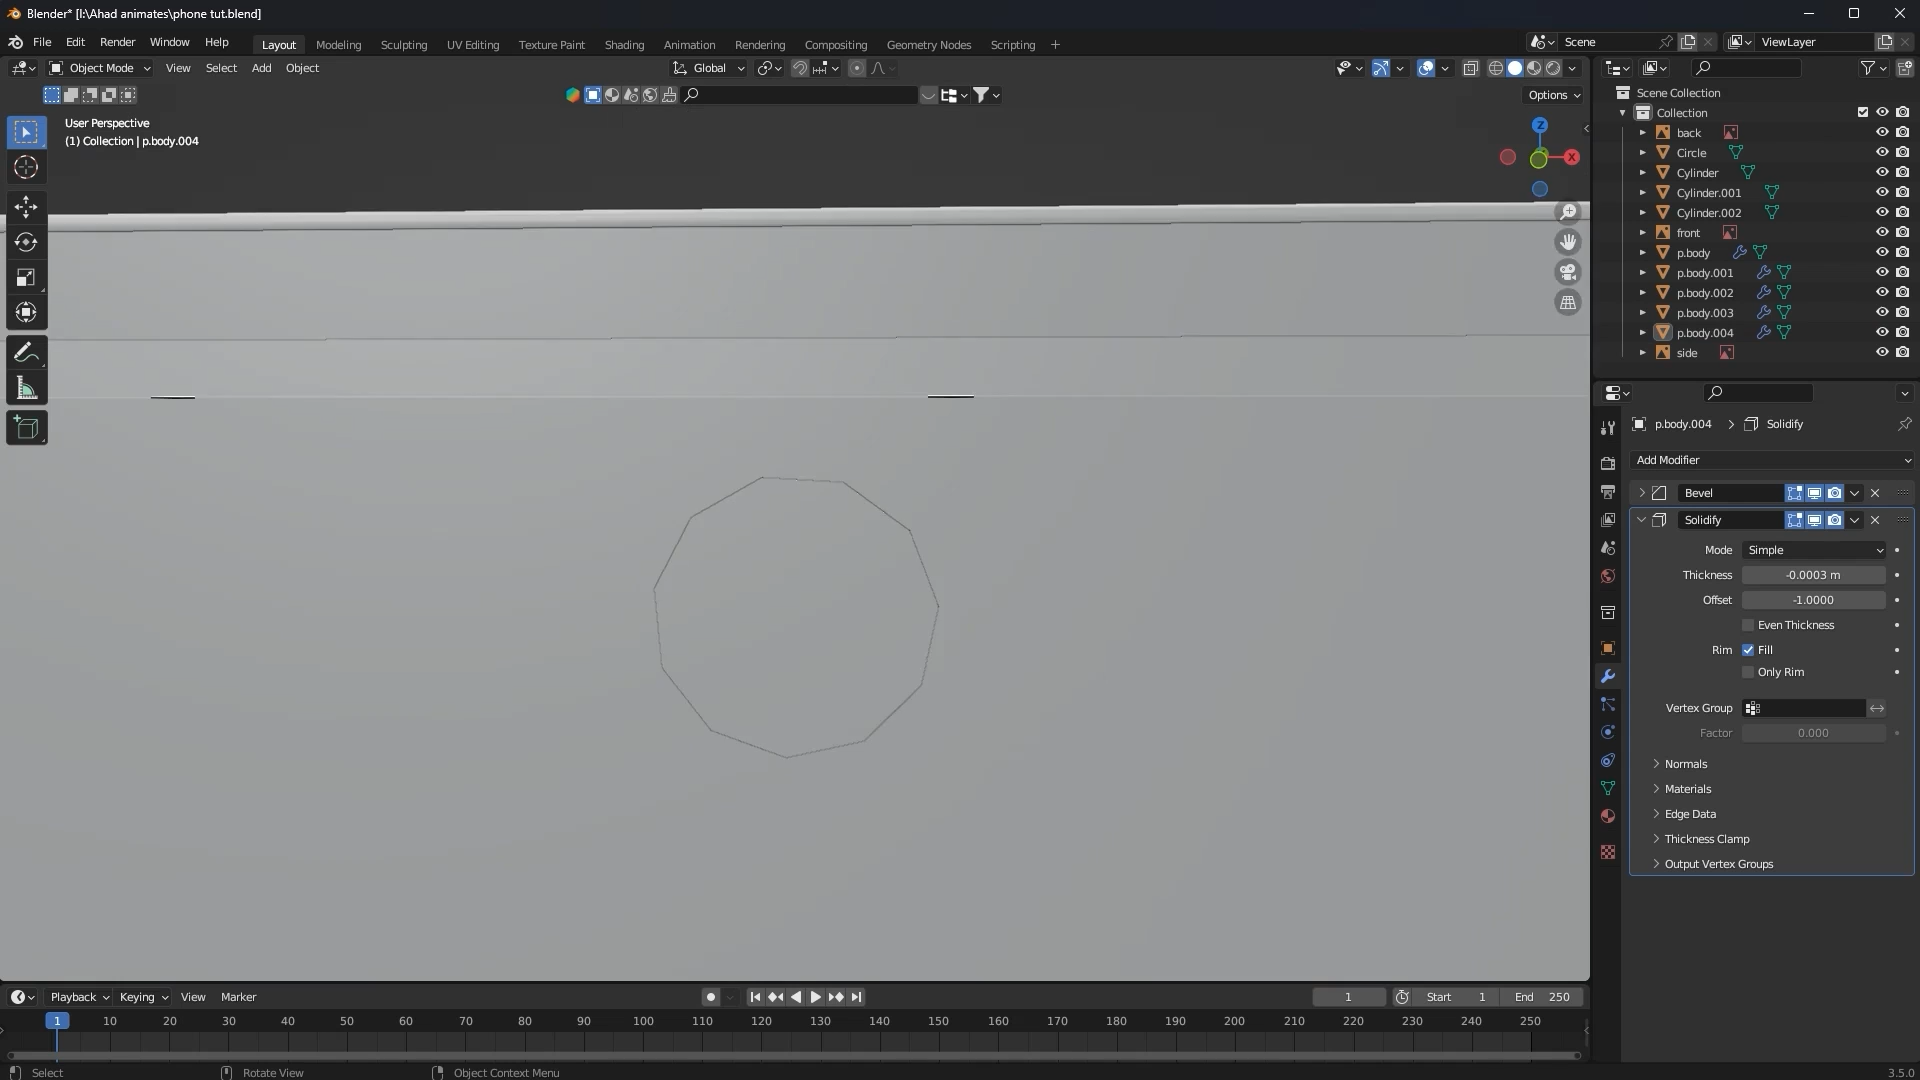 Blender* [I:\Ahad animates\phone tut.blend]
File Edit Render Window Help Layout Modeling Sculpting UV Editing Texture Paint Shading Animation Rendering Compositing Geometry Nodes Scripting + Scene ViewLayer
Object Mode View Select Add Object Global
Options
User Perspective
(1) Collection | p.body.004
Z
X
Scene Collection
Collection
back
Circle
Cylinder
Cylinder.001
Cylinder.002
front
p.body
p.body.001
p.body.002
p.body.003
p.body.004
side
p.body.004 > Solidify
Add Modifier
Bevel
Solidify
Mode Simple
Thickness -0.0003 m
Offset -1.0000
Even Thickness
Rim Fill
Only Rim
Vertex Group
Factor 0.000
Normals
Materials
Edge Data
Thickness Clamp
Output Vertex Groups
Playback Keying View Marker 1 Start 1 End 250
1 10 20 30 40 50 60 70 80 90 100 110 120 130 140 150 160 170 180 190 200 210 220 230 240 250
Select Rotate View Object Context Menu 3.5.0